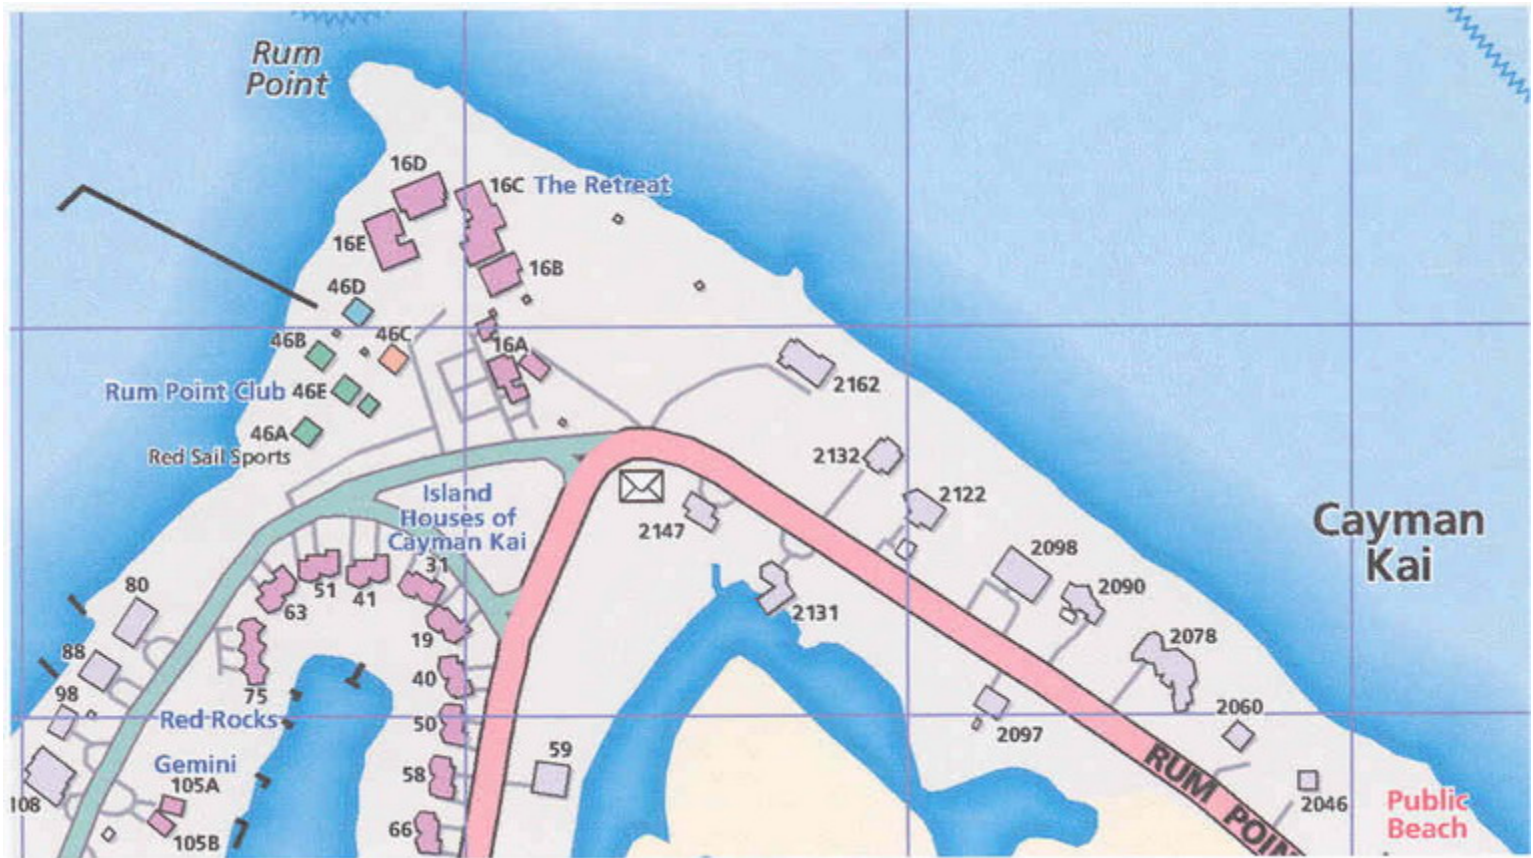 Rum
Point
16D
16C
The Retreat
16E
16B
46D
46B
46C
16A
Rum Point Club
46E
2162
46A
Red Sail Sports
2132
Island
Houses of
Cayman Kai
2122
2147
Cayman
Kai
2098
31
2090
80
51
41
63
2131
19
2078
88
40
98
75
2060
Red Rocks
50
2097
59
Gemini
58
105A
RUM POIN
108
2046
Public
Beach
66
105B